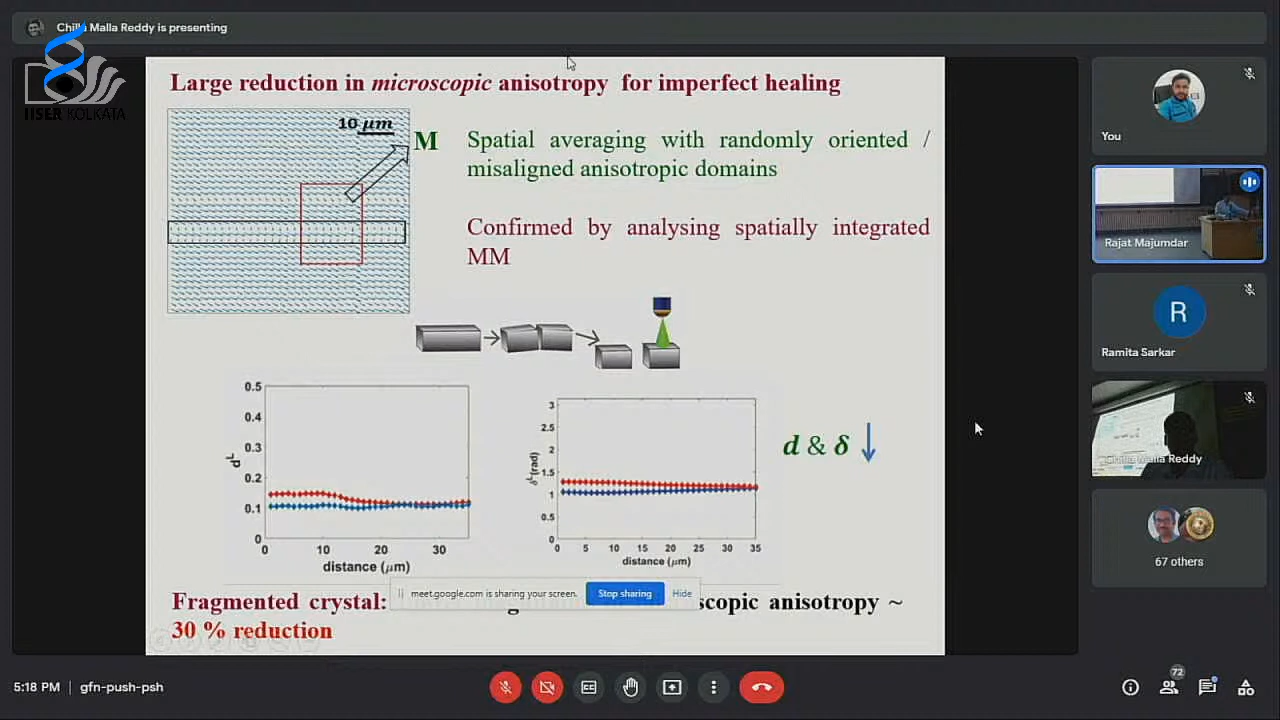 Chilla Malla Reddy is presenting
IISER KOLKATA
Large reduction in microscopic anisotropy for imperfect healing
10 μm
M
Spatial averaging with randomly oriented /
misaligned anisotropic domains
Confirmed by analysing spatially integrated
MM
0.5
0.4
0.3
0.2
0.1
0
dL
0 10 20 30
distance (μm)
3
2.5
2
1.5
1
0.5
0
δL(rad)
0 5 10 15 20 25 30 35
distance (μm)
d & δ
meet.google.com is sharing your screen. Stop sharing Hide
Fragmented crystal: scopic anisotropy ~
30 % reduction
You
Rajat Majumdar
R
Ramita Sarkar
Chilla Malla Reddy
67 others
5:18 PM | gfn-push-psh
72